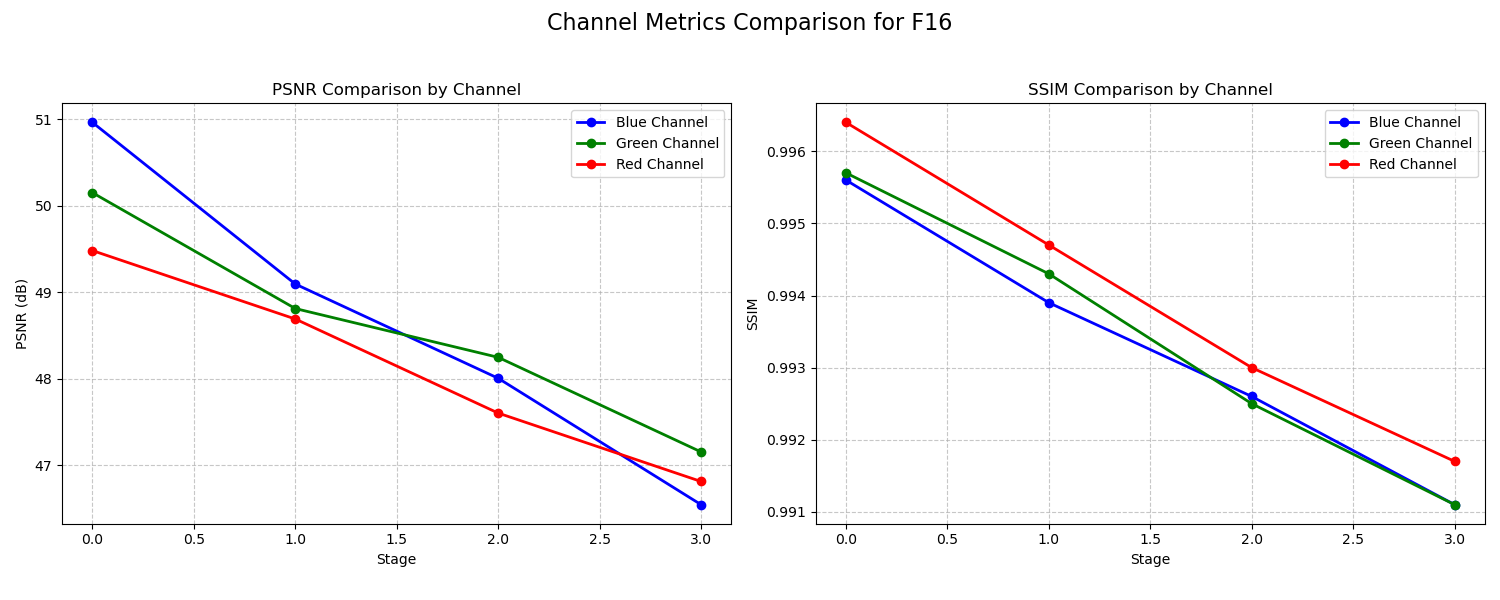 Channel Metrics Comparison for F16
PSNR Comparison by Channel
PSNR (dB)
51
50
49
48
47
Blue Channel
Green Channel
Red Channel
0.0 0.5 1.0 1.5 2.0 2.5 3.0
Stage
SSIM Comparison by Channel
SSIM
0.996
0.995
0.994
0.993
0.992
0.991
Blue Channel
Green Channel
Red Channel
0.0 0.5 1.0 1.5 2.0 2.5 3.0
Stage